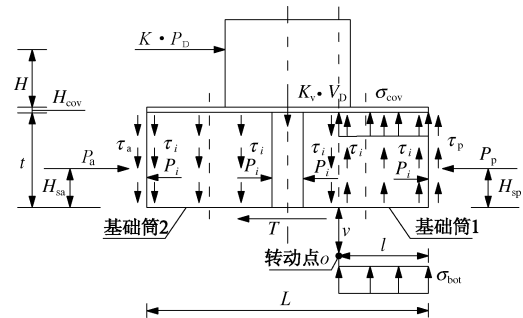 K·P_D
H
H_cov
K_v·V_D
σ_cov
t
τ_a
τ_i
τ_i
τ_i
τ_i
τ_i
τ_p
P_a
P_i
P_i
P_i
P_i
P_p
H_sa
H_sp
基础筒2
T
v
基础筒1
转动点o
l
σ_bot
L